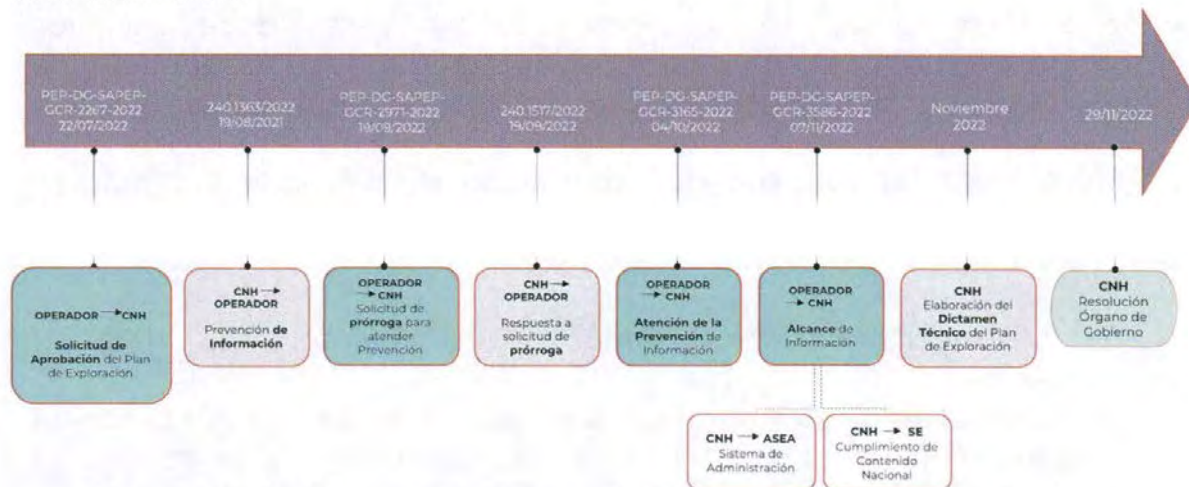 PEP-DG-SAPEP-
GCR-2267-2022
22/07/2022
240.1363/2022
19/08/2021
PEP-DG-SAPEP-
GCR-2971-2022
19/09/2022
240.1517/2022
19/09/2022
PEP-DG-SAPEP-
GCR-3165-2022
04/10/2022
PEP-DG-SAPEP-
GCR-3586-2022
07/11/2022
Noviembre
2022
29/11/2022
OPERADOR → CNH
Solicitud de
Aprobación del Plan
de Exploración
CNH →
OPERADOR
Prevención de
Información
OPERADOR
→ CNH
Solicitud de
prórroga para
atender
Prevención
CNH →
OPERADOR
Respuesta a
solicitud de
prórroga
OPERADOR
→ CNH
Atención de la
Prevención de
Información
OPERADOR
→ CNH
Alcance de
Información
CNH
Elaboración del
Dictamen
Técnico del Plan
de Exploración
CNH
Resolución
Órgano de
Gobierno
CNH → ASEA
Sistema de
Administración
CNH → SE
Cumplimiento de
Contenido
Nacional